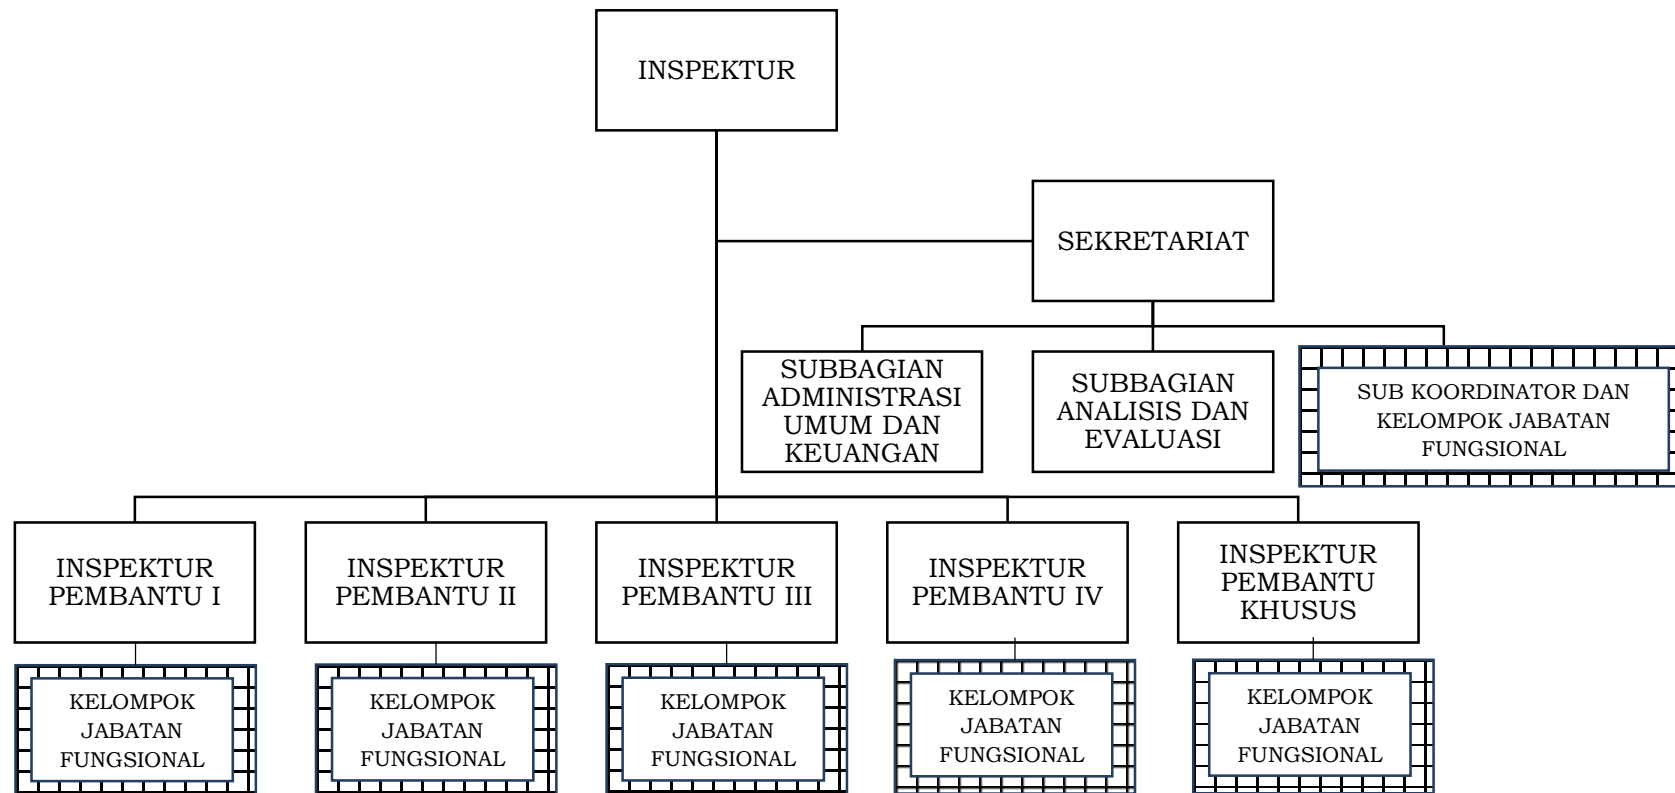 INSPEKTUR
SEKRETARIAT
SUBBAGIAN
ADMINISTRASI
UMUM DAN
KEUANGAN
SUBBAGIAN
ANALISIS DAN
EVALUASI
SUB KOORDINATOR DAN
KELOMPOK JABATAN
FUNGSIONAL
INSPEKTUR
PEMBANTU I
INSPEKTUR
PEMBANTU II
INSPEKTUR
PEMBANTU III
INSPEKTUR
PEMBANTU IV
INSPEKTUR
PEMBANTU
KHUSUS
KELOMPOK
JABATAN
FUNGSIONAL
KELOMPOK
JABATAN
FUNGSIONAL
KELOMPOK
JABATAN
FUNGSIONAL
KELOMPOK
JABATAN
FUNGSIONAL
KELOMPOK
JABATAN
FUNGSIONAL